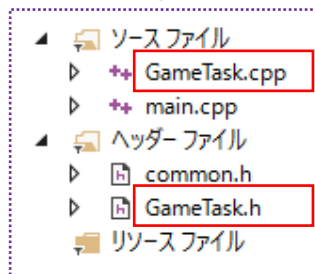 ソース ファイル
GameTask.cpp
main.cpp
ヘッダー ファイル
common.h
GameTask.h
リソース ファイル